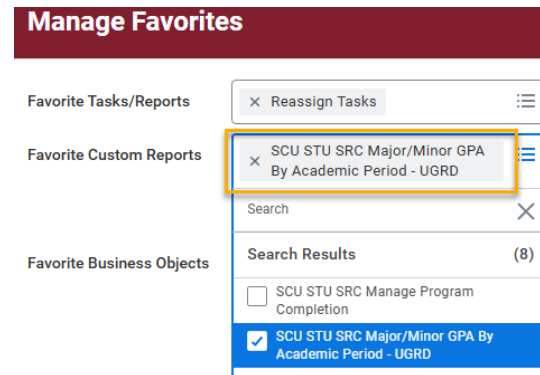 Manage Favorites
Favorite Tasks/Reports
× Reassign Tasks
Favorite Custom Reports
× SCU STU SRC Major/Minor GPA
By Academic Period - UGRD
Search
Favorite Business Objects
Search Results (8)
SCU STU SRC Manage Program
Completion
SCU STU SRC Major/Minor GPA By
Academic Period - UGRD